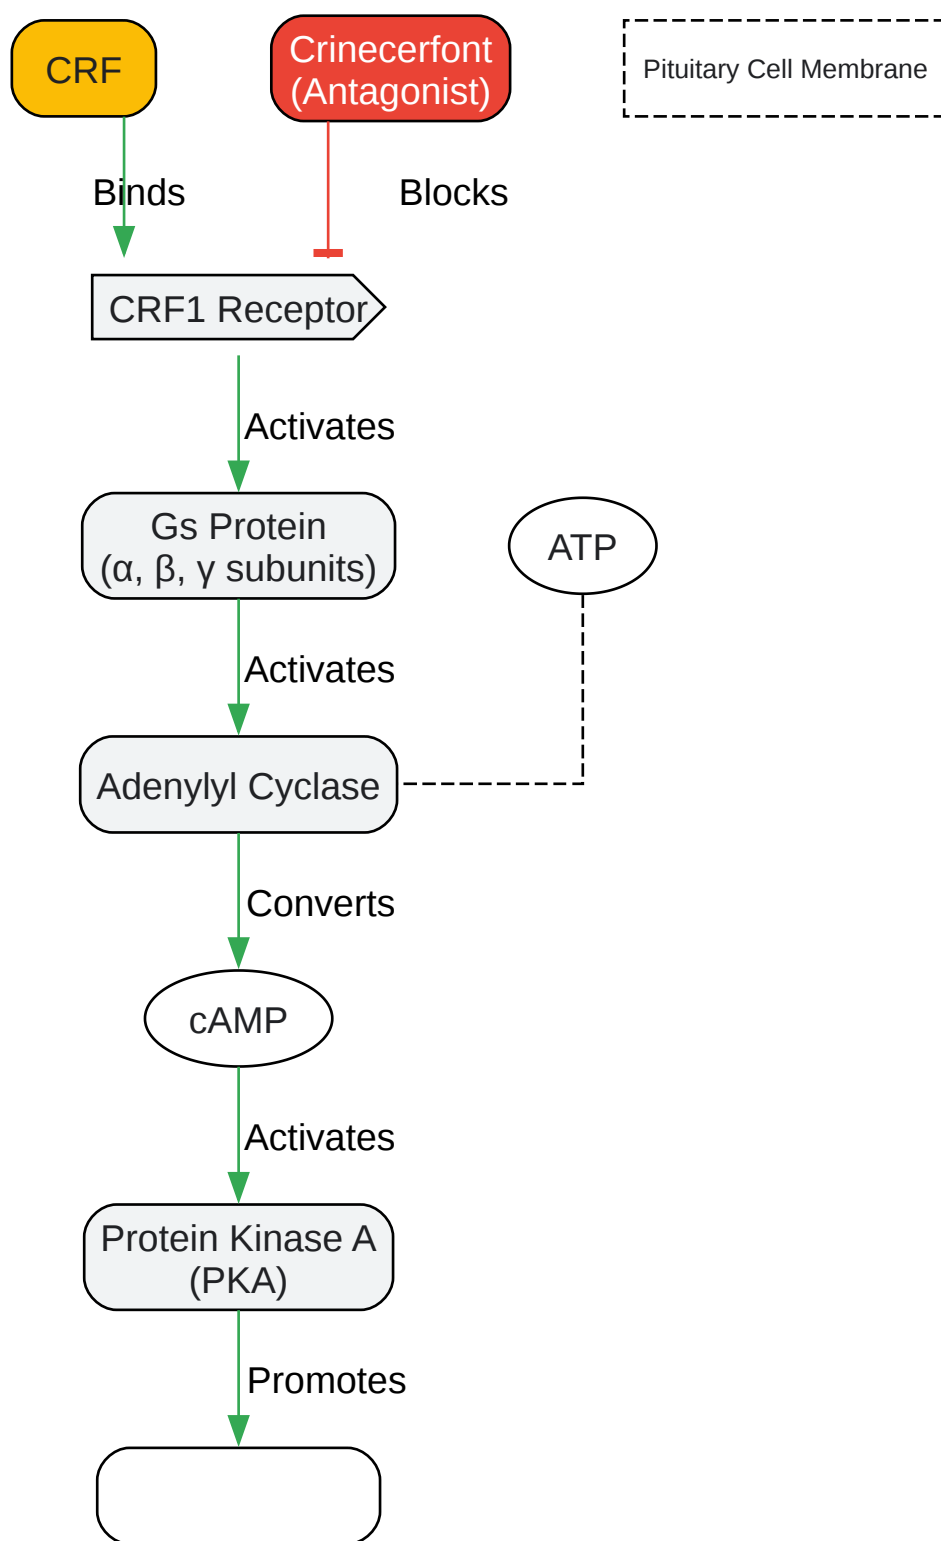 CRF
Crinecerfont
(Antagonist)
Pituitary Cell Membrane
Binds
Blocks
CRF1 Receptor
Activates
Gs Protein
(α, β, γ subunits)
ATP
Activates
Adenylyl Cyclase
Converts
cAMP
Activates
Protein Kinase A
(PKA)
Promotes